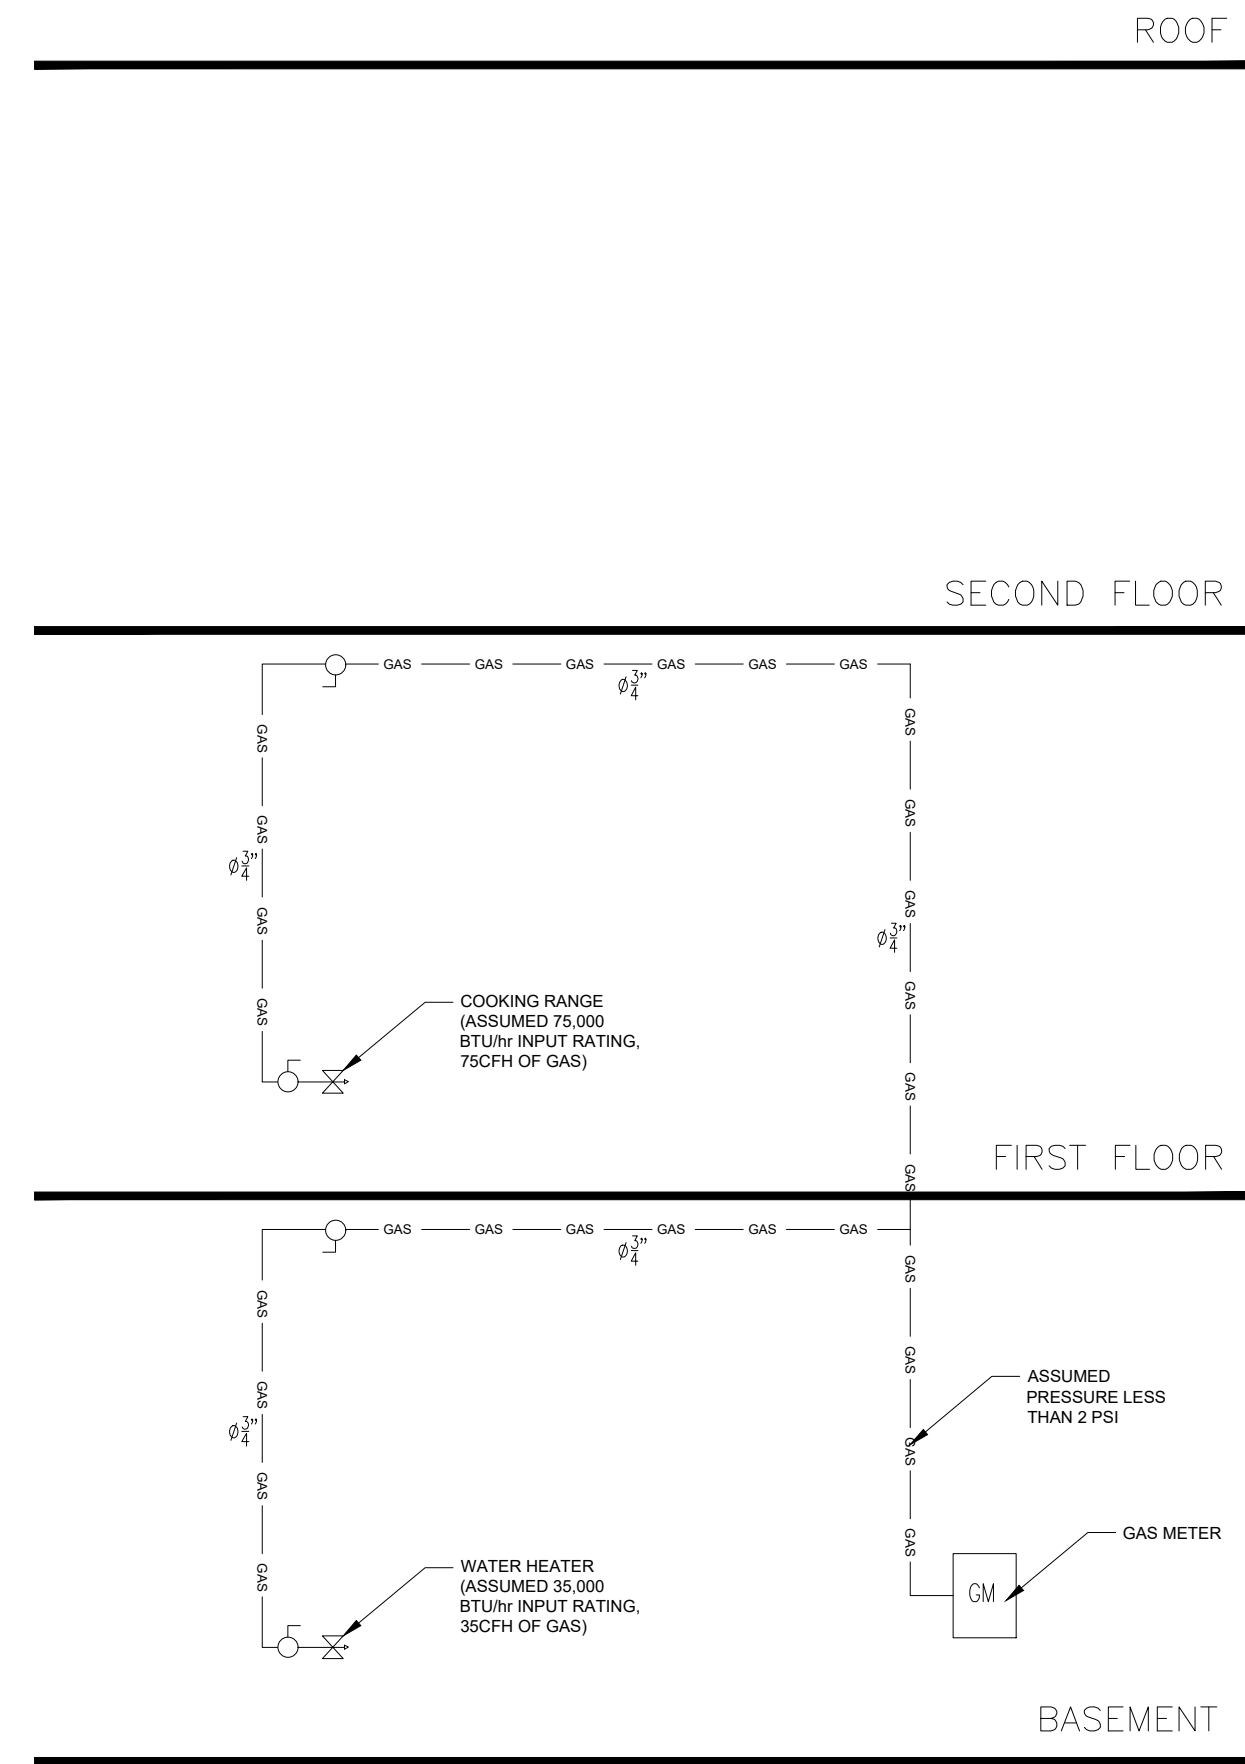 ROOF
SECOND FLOOR
GAS GAS GAS GAS GAS GAS
Ø3/4"
GAS
GAS
GAS
GAS
Ø3/4"
GAS
GAS
GAS
GAS
GAS
GAS
Ø3/4"
COOKING RANGE
(ASSUMED 75,000
BTU/hr INPUT RATING,
75CFH OF GAS)
FIRST FLOOR
GAS GAS GAS GAS GAS GAS
Ø3/4"
GAS
GAS
GAS
GAS
Ø3/4"
GAS
GAS
GAS
GAS
ASSUMED
PRESSURE LESS
THAN 2 PSI
GAS METER
GM
WATER HEATER
(ASSUMED 35,000
BTU/hr INPUT RATING,
35CFH OF GAS)
BASEMENT